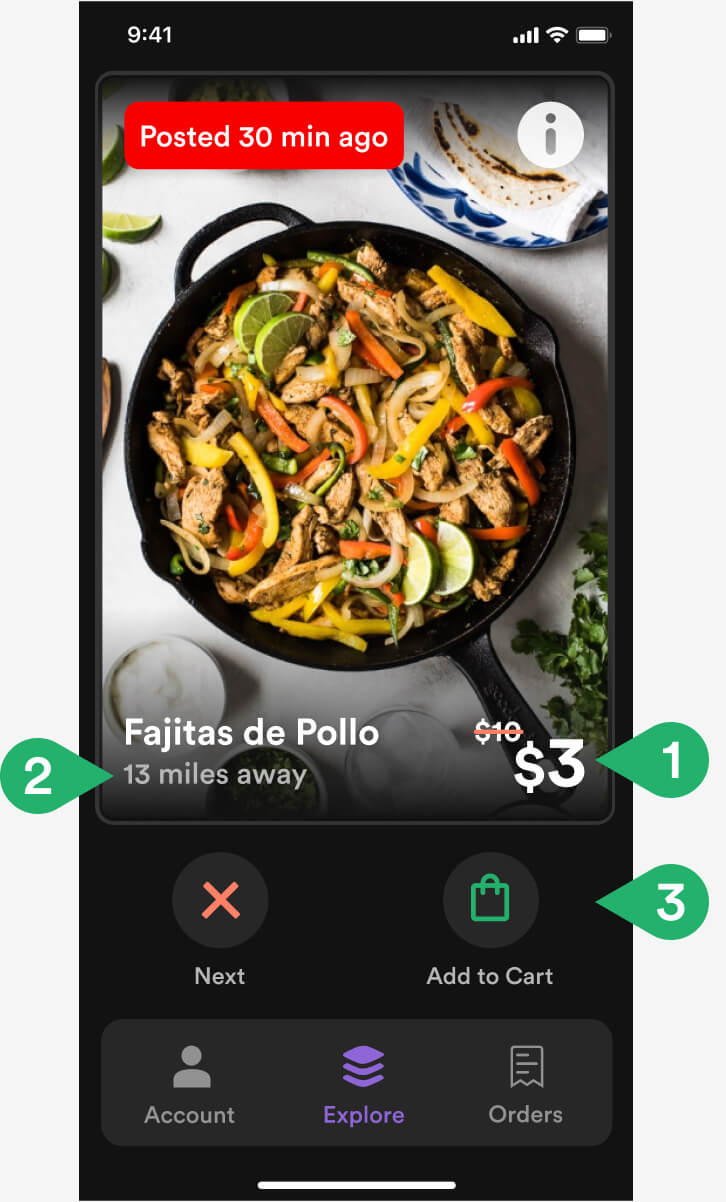 9:41
Posted 30 min ago
Fajitas de Pollo
$10
$3
1
2
13 miles away
3
Next
Add to Cart
Account
Explore
Orders